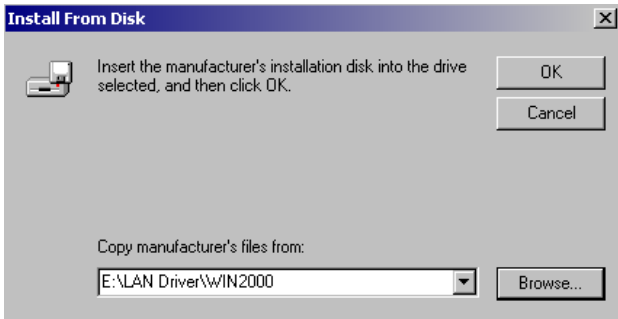 Install From Disk
Insert the manufacturer's installation disk into the drive
selected, and then click OK.
OK
Cancel
Copy manufacturer's files from:
E:\LAN Driver\WIN2000
Browse...